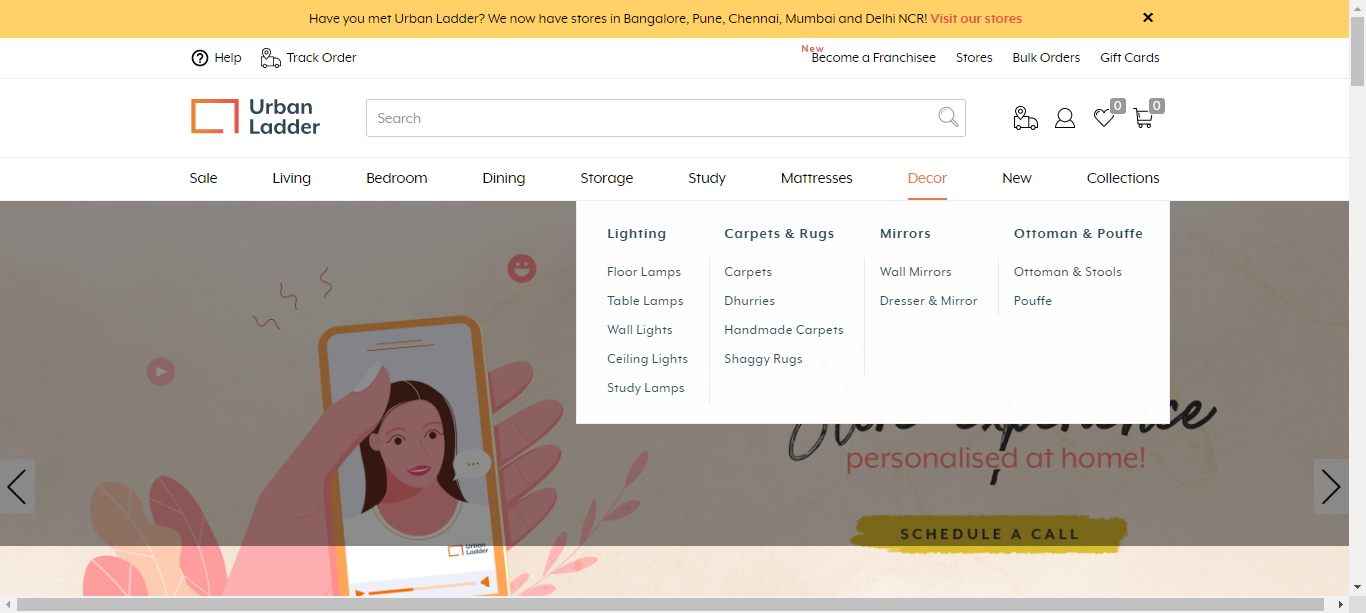 Have you met Urban Ladder? We now have stores in Bangalore, Pune, Chennai, Mumbai and Delhi NCR! Visit our stores
Help
Track Order
New
Become a Franchisee
Stores
Bulk Orders
Gift Cards
Urban
Ladder
Search
0
0
Sale
Living
Bedroom
Dining
Storage
Study
Mattresses
Decor
New
Collections
Lighting
Floor Lamps
Table Lamps
Wall Lights
Ceiling Lights
Study Lamps
Carpets & Rugs
Carpets
Dhurries
Handmade Carpets
Shaggy Rugs
Mirrors
Wall Mirrors
Dresser & Mirror
Ottoman & Pouffe
Ottoman & Stools
Pouffe
Store experience
personalised at home!
SCHEDULE A CALL
Urban
Ladder